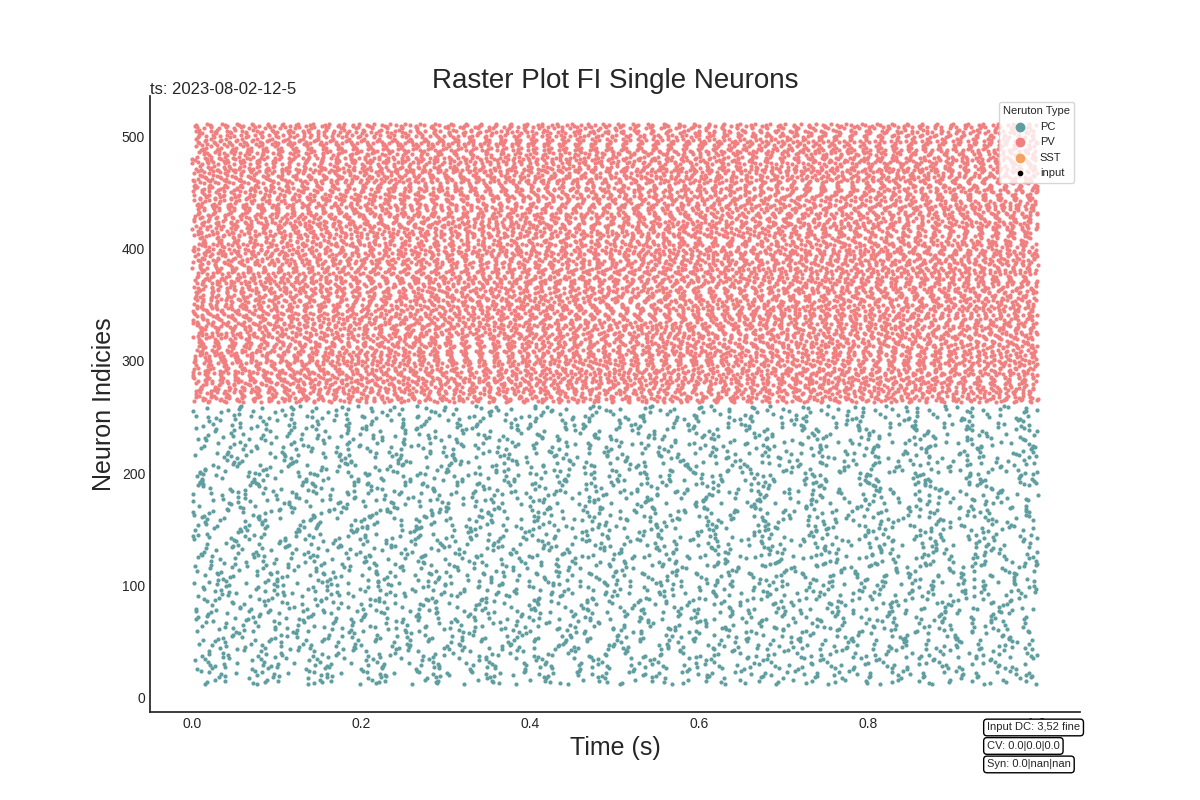 Raster Plot FI Single Neurons
ts: 2023-08-02-12-5
Neruton Type
PC
PV
SST
input
500
400
300
200
100
0
Neuron Indicies
0.0 0.2 0.4 0.6 0.8
Time (s)
Input DC: 3,52 fine
CV: 0.0|0.0|0.0
Syn: 0.0|nan|nan